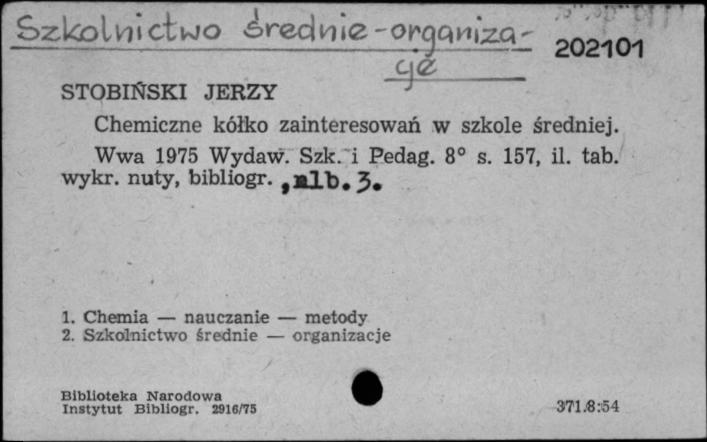 Szkolnictwo średnie - organiza-
cje
202101
STOBIŃSKI JERZY
Chemiczne kółko zainteresowań w szkole średniej.
Wwa 1975 Wydaw. Szk. i Pedag. 8° s. 157, il. tab.
wykr. nuty, bibliogr. , nlb. 3.
1. Chemia — nauczanie — metody
2. Szkolnictwo średnie — organizacje
Biblioteka Narodowa
Instytut Bibliogr. 2916/75
371.8:54